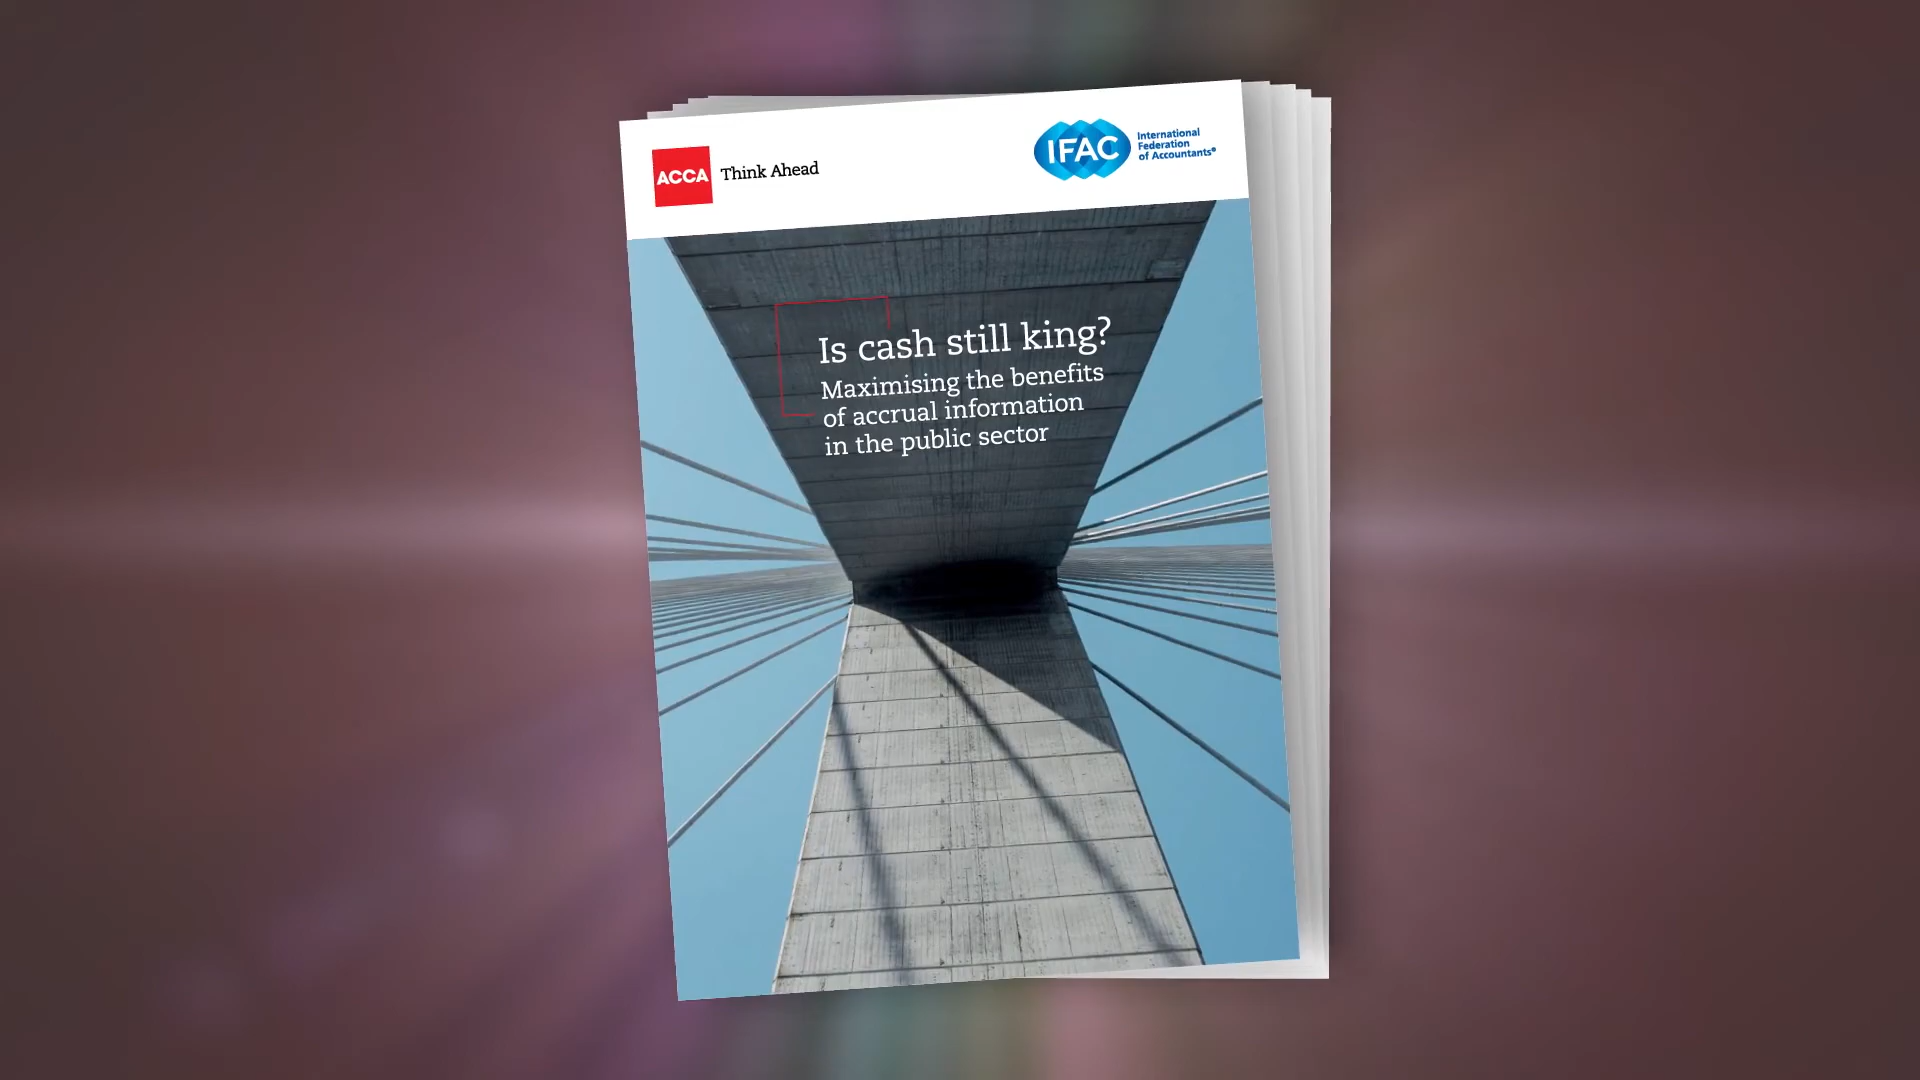 ACCA
Think Ahead
IFAC
International
Federation
of Accountants®
Is cash still king?
Maximising the benefits
of accrual information
in the public sector